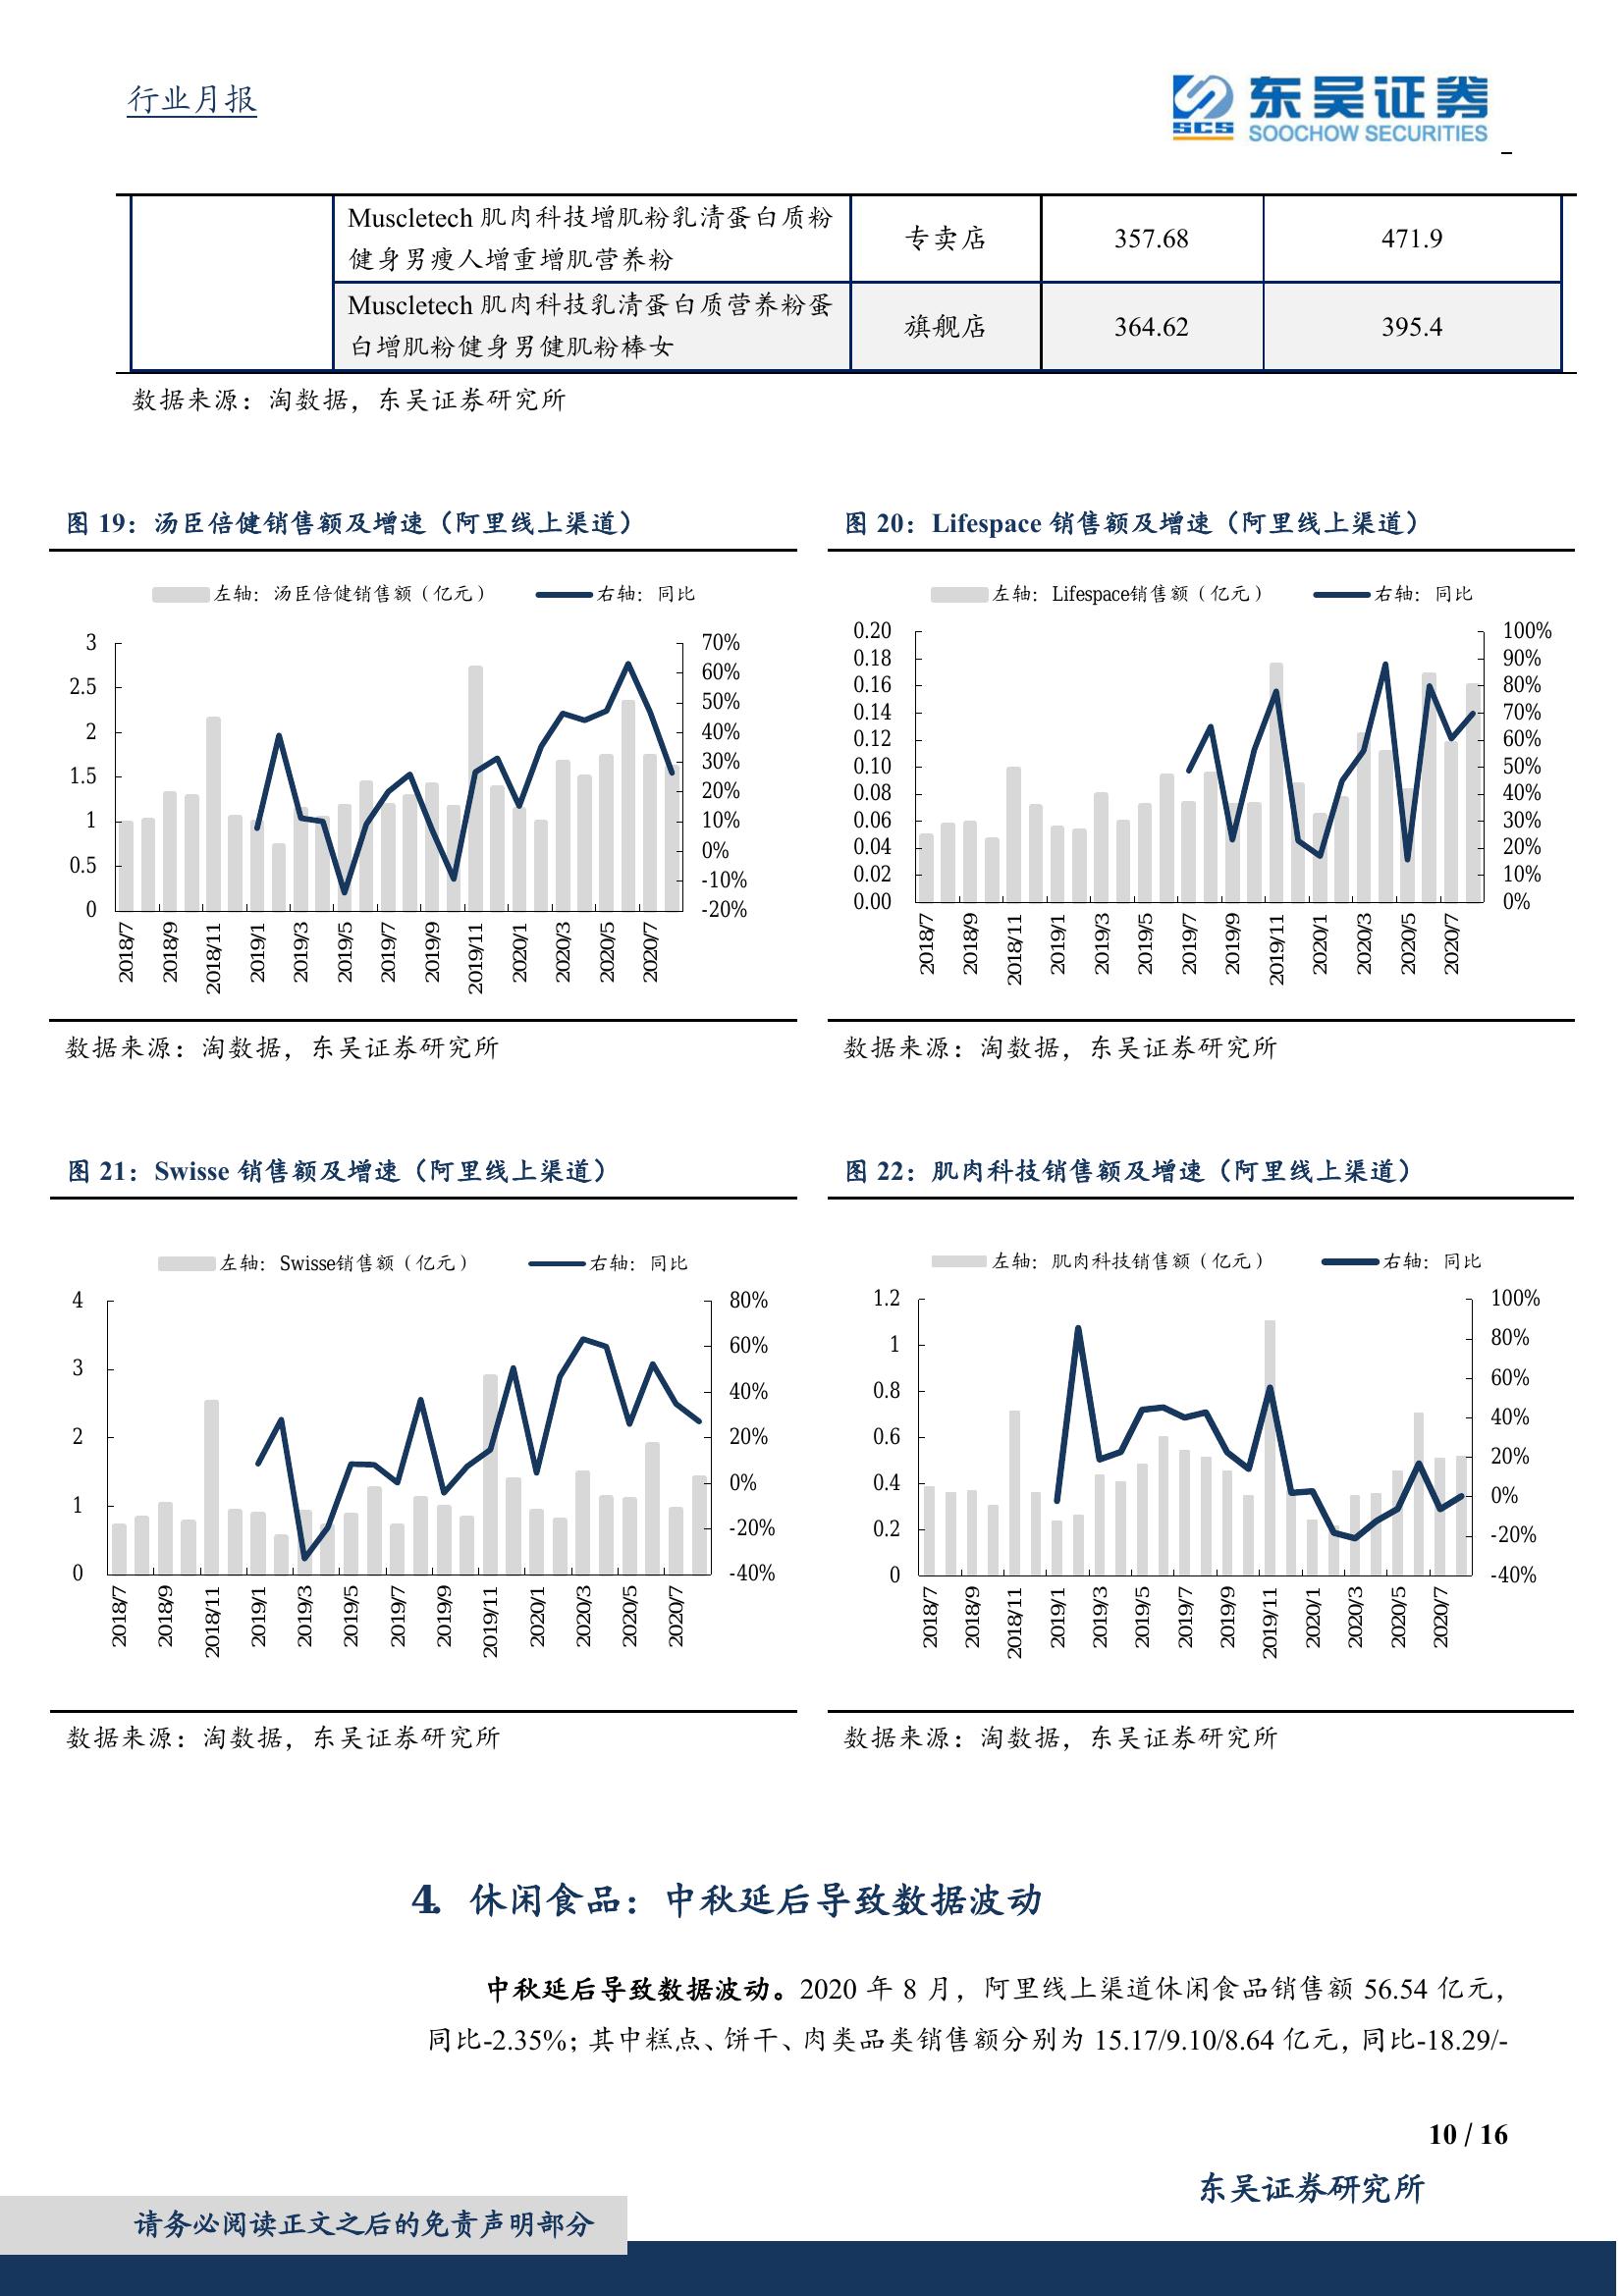 行业月报
SCS 东吴证券
SOOCHOW SECURITIES
Muscletech 肌肉科技增肌粉乳清蛋白质粉
健身男瘦人增重增肌营养粉
专卖店
357.68
471.9
Muscletech 肌肉科技乳清蛋白质营养粉蛋
白增肌粉健身男健肌粉棒女
旗舰店
364.62
395.4
数据来源：淘数据，东吴证券研究所
图 19：汤臣倍健销售额及增速（阿里线上渠道）
左轴：汤臣倍健销售额（亿元） 右轴：同比
3
2.5
2
1.5
1
0.5
0
70%
60%
50%
40%
30%
20%
10%
0%
-10%
-20%
2018/7 2018/9 2018/11 2019/1 2019/3 2019/5 2019/7 2019/9 2019/11 2020/1 2020/3 2020/5 2020/7
数据来源：淘数据，东吴证券研究所
图 20：Lifespace 销售额及增速（阿里线上渠道）
左轴：Lifespace销售额（亿元） 右轴：同比
0.20
0.18
0.16
0.14
0.12
0.10
0.08
0.06
0.04
0.02
0.00
100%
90%
80%
70%
60%
50%
40%
30%
20%
10%
0%
2018/7 2018/9 2018/11 2019/1 2019/3 2019/5 2019/7 2019/9 2019/11 2020/1 2020/3 2020/5 2020/7
数据来源：淘数据，东吴证券研究所
图 21：Swisse 销售额及增速（阿里线上渠道）
左轴：Swisse销售额（亿元） 右轴：同比
4
3
2
1
0
80%
60%
40%
20%
0%
-20%
-40%
2018/7 2018/9 2018/11 2019/1 2019/3 2019/5 2019/7 2019/9 2019/11 2020/1 2020/3 2020/5 2020/7
数据来源：淘数据，东吴证券研究所
图 22：肌肉科技销售额及增速（阿里线上渠道）
左轴：肌肉科技销售额（亿元） 右轴：同比
1.2
1
0.8
0.6
0.4
0.2
0
100%
80%
60%
40%
20%
0%
-20%
-40%
2018/7 2018/9 2018/11 2019/1 2019/3 2019/5 2019/7 2019/9 2019/11 2020/1 2020/3 2020/5 2020/7
数据来源：淘数据，东吴证券研究所
4. 休闲食品：中秋延后导致数据波动
中秋延后导致数据波动。2020 年 8 月，阿里线上渠道休闲食品销售额 56.54 亿元，
同比-2.35%；其中糕点、饼干、肉类品类销售额分别为 15.17/9.10/8.64 亿元，同比-18.29/-
10 / 16
东吴证券研究所
请务必阅读正文之后的免责声明部分